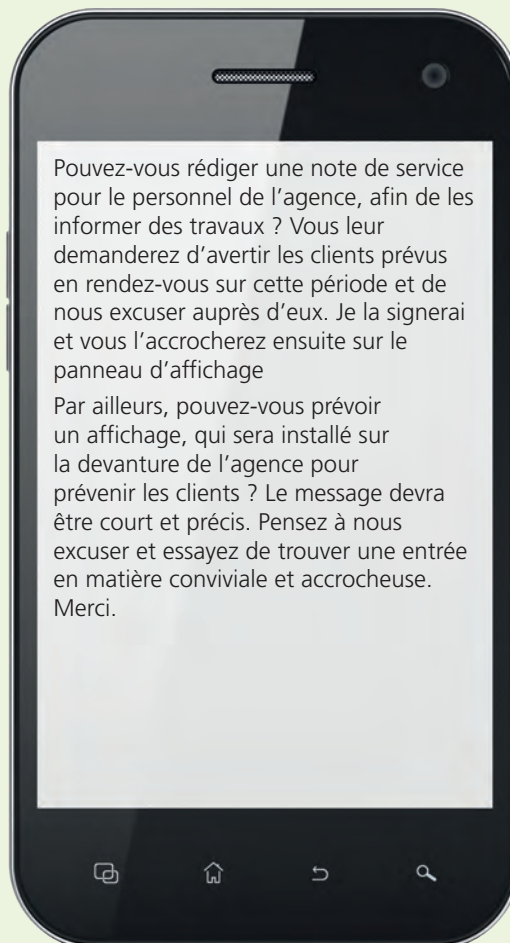 Pouvez-vous rédiger une note de service
pour le personnel de l’agence, afin de les
informer des travaux ? Vous leur
demanderez d’avertir les clients prévus
en rendez-vous sur cette période et de
nous excuser auprès d’eux. Je la signerai
et vous l’accrocherez ensuite sur le
panneau d’affichage
Par ailleurs, pouvez-vous prévoir
un affichage, qui sera installé sur
la devanture de l’agence pour
prévenir les clients ? Le message devra
être court et précis. Pensez à nous
excuser et essayez de trouver une entrée
en matière conviviale et accrocheuse.
Merci.